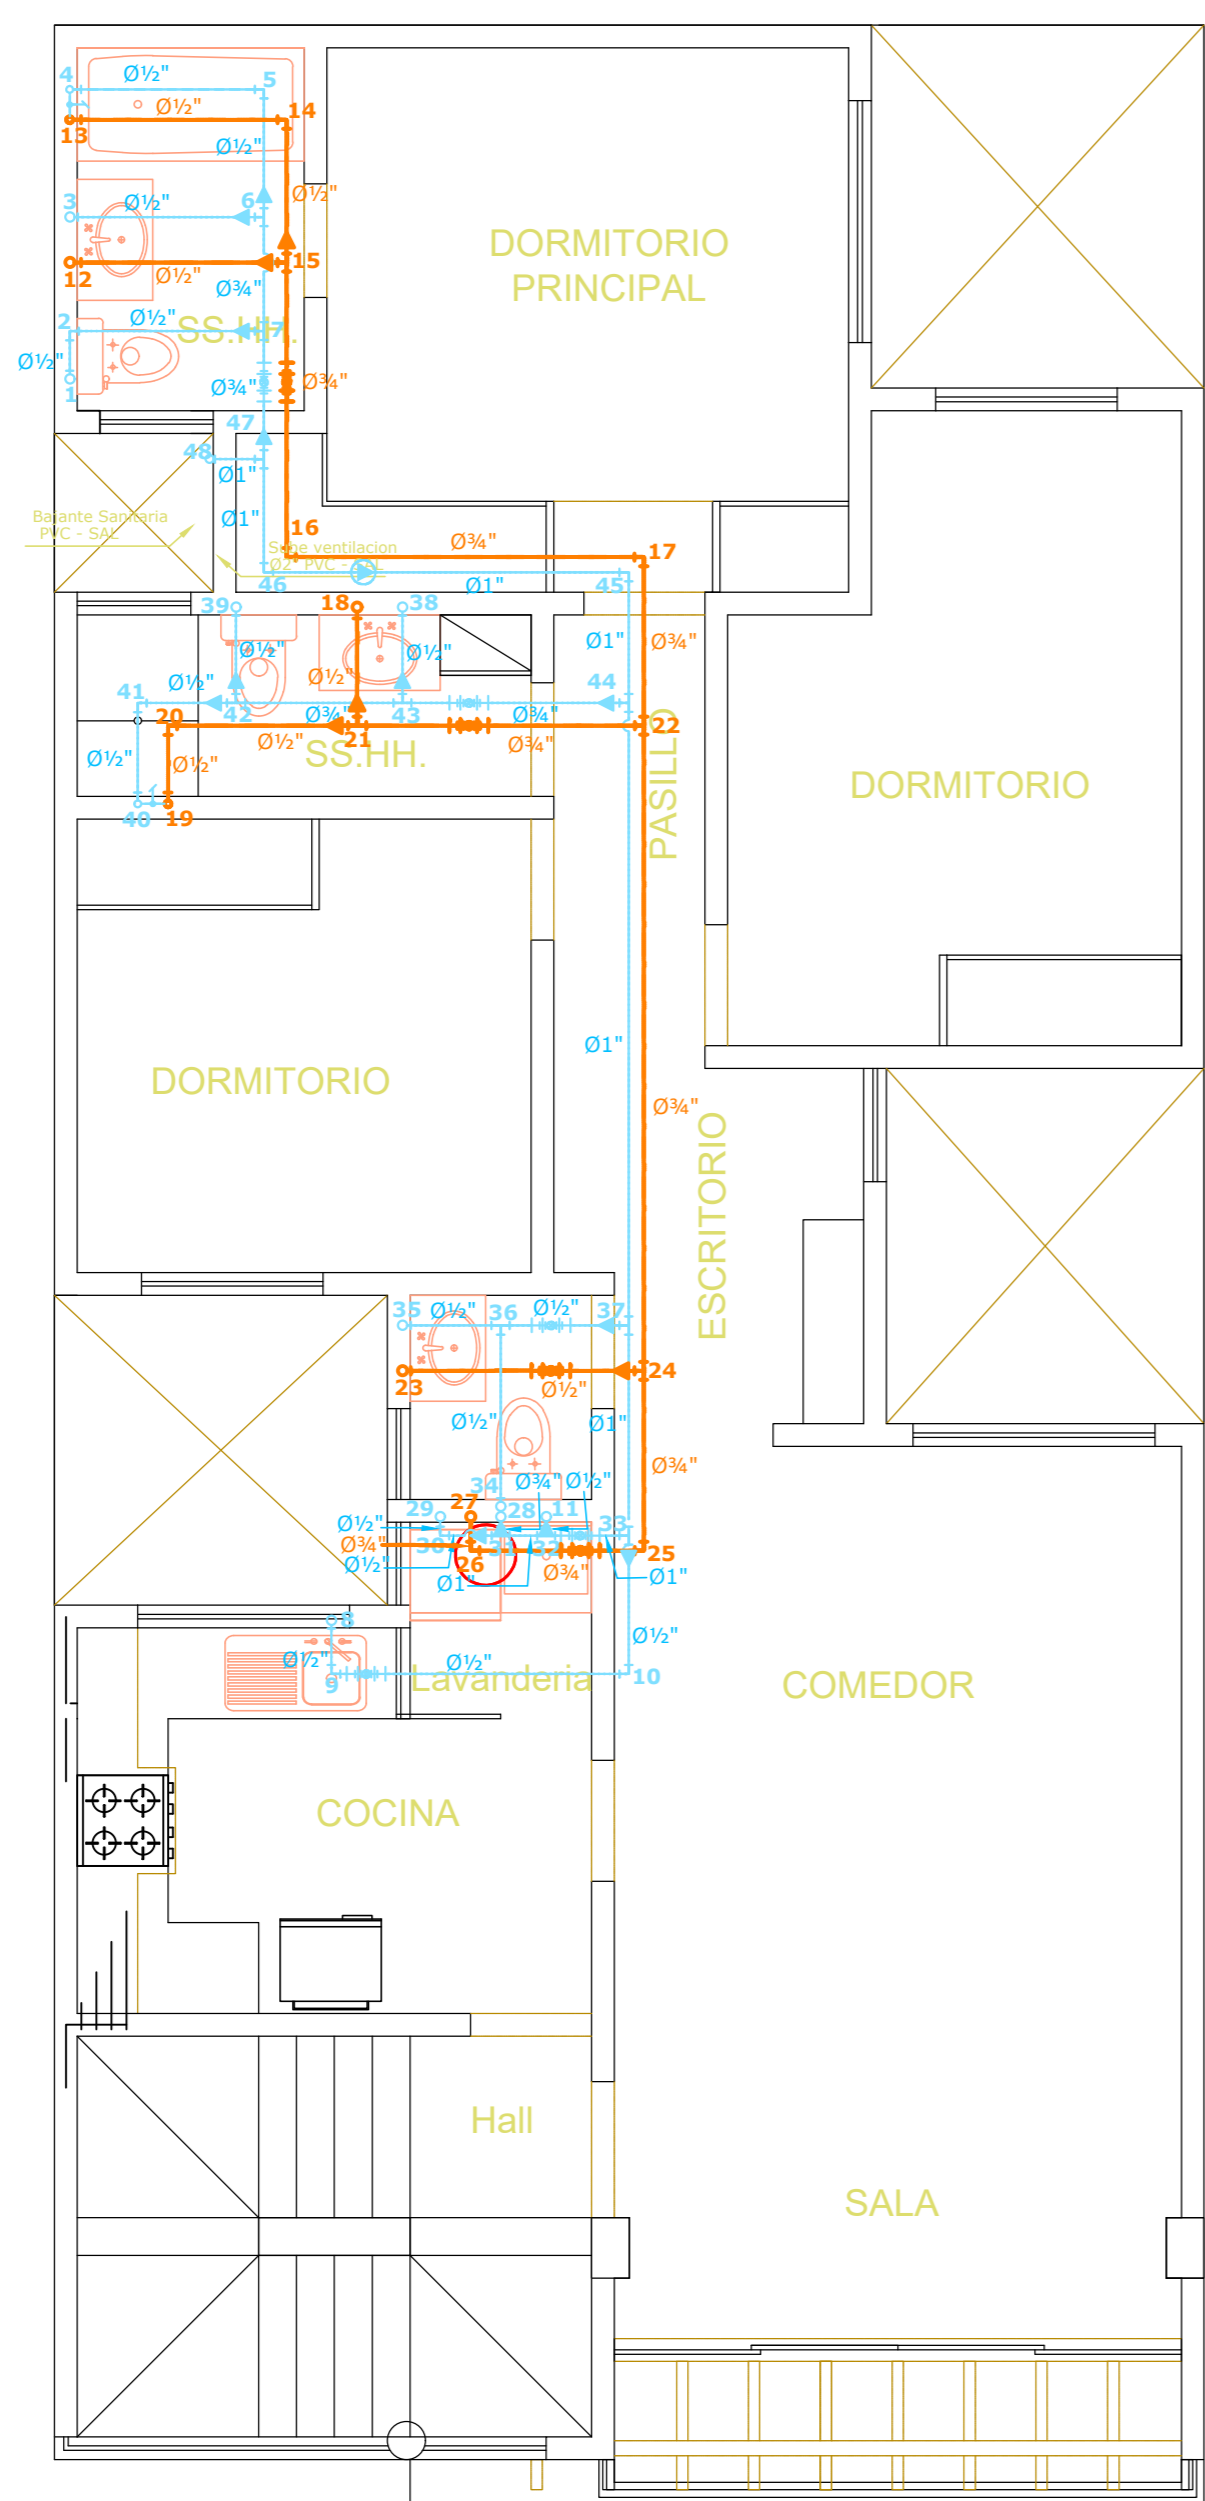 4
Ø½"
5
1
Ø½"
14
13
Ø½"
Ø½"
3
Ø½"
6
12
Ø½"
15
Ø¾"
2
Ø½"
7
SS.HH.
Ø½"
1
Ø¾"
Ø¾"
DORMITORIO
PRINCIPAL
47
48
Ø1"
Bajante Sanitaria
PVC - SAL
Ø1"
16
Sube ventilacion
Ø2" PVC - SAL
Ø¾"
17
46
Ø1"
45
39
18
38
Ø½"
Ø½"
Ø½"
Ø1"
Ø¾"
41
Ø½"
42
43
44
20
Ø¾"
Ø¾"
Ø½"
21
Ø¾"
22
Ø½"
Ø½"
SS.HH.
1
40
19
PASILLO
DORMITORIO
DORMITORIO
Ø1"
Ø¾"
ESCRITORIO
35
Ø½"
36
Ø½"
37
23
Ø½"
24
Ø½"
Ø1"
Ø¾"
34
Ø¾"
Ø½"
29
27
28
11
Ø½"
33
30
31
32
Ø¾"
26
25
Ø½"
Ø1"
Ø¾"
Ø1"
8
Ø½"
9
Ø½"
Ø½"
10
Lavanderia
COMEDOR
COCINA
Hall
SALA